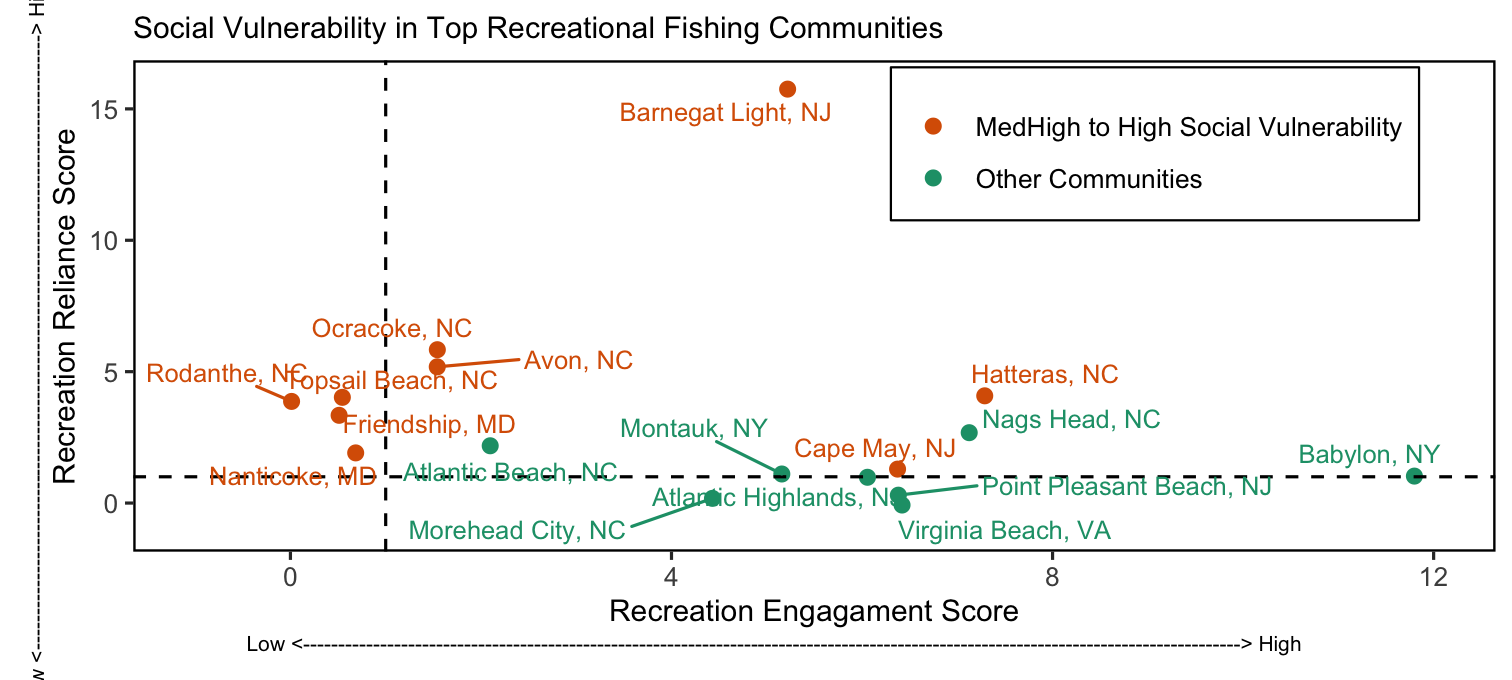 Social Vulnerability in Top Recreational Fishing Communities
Barnegat Light, NJ
MedHigh to High Social Vulnerability
Other Communities
Ocracoke, NC
Avon, NC
Rodanthe, NC
Topsail Beach, NC
Friendship, MD
Nanticoke, MD
Atlantic Beach, NC
Montauk, NY
Cape May, NJ
Hatteras, NC
Nags Head, NC
Babylon, NY
Atlantic Highlands, NJ
Point Pleasant Beach, NJ
Morehead City, NC
Virginia Beach, VA
15
10
5
0
0
4
8
12
Recreation Reliance Score
Recreation Engagament Score
Low <-----------------------------------------------------------------------------------------> High